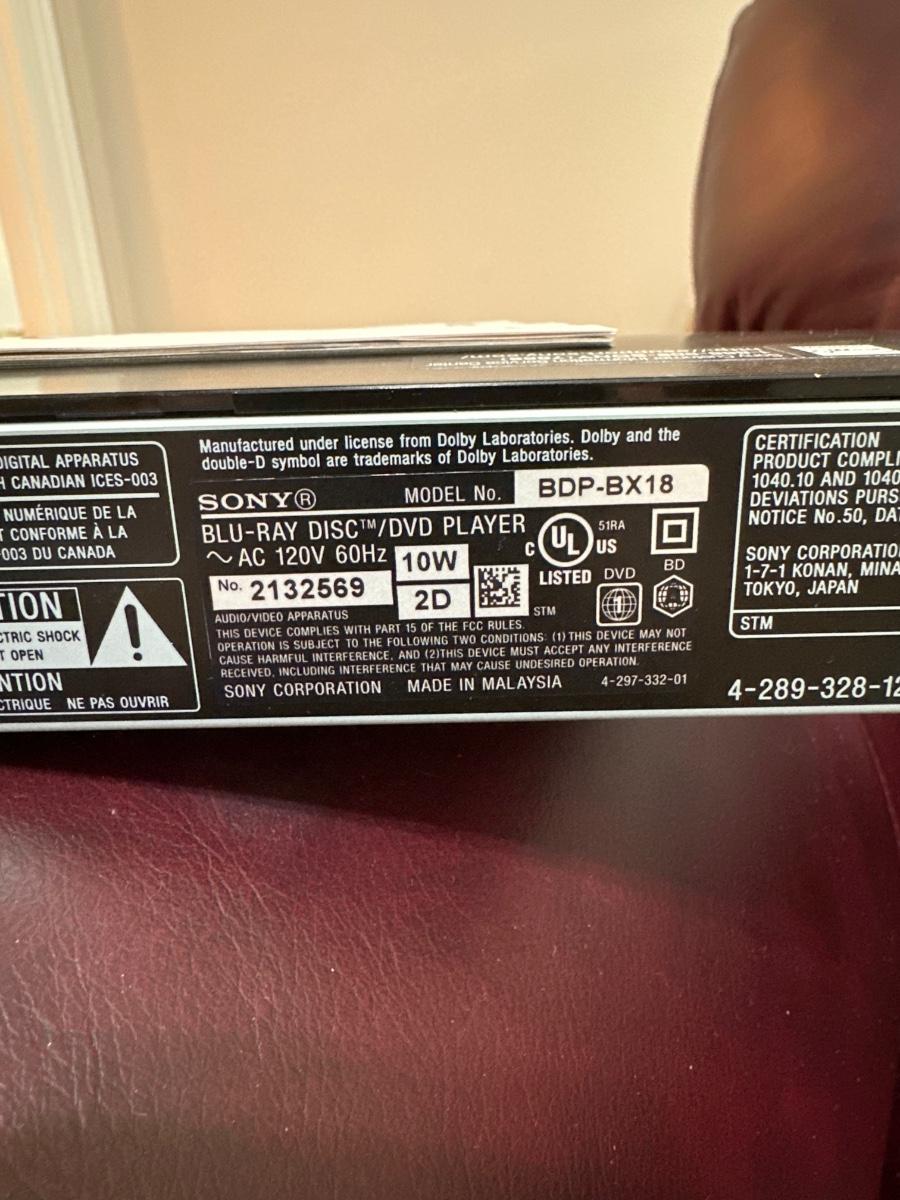 DIGITAL APPARATUS
CANADIAN ICES-003
NUMÉRIQUE DE LA
CONFORME À LA
003 DU CANADA
TION
CTRIC SHOCK
T OPEN
NTION
CTRIQUE NE PAS OUVRIR
Manufactured under license from Dolby Laboratories. Dolby and the
double-D symbol are trademarks of Dolby Laboratories.
SONY® MODEL No. BDP-BX18
BLU-RAY DISC™/DVD PLAYER
~ AC 120V 60Hz 10W
No. 2132569 2D
C UL US 51RA
LISTED
DVD BD
STM
AUDIO/VIDEO APPARATUS
THIS DEVICE COMPLIES WITH PART 15 OF THE FCC RULES.
OPERATION IS SUBJECT TO THE FOLLOWING TWO CONDITIONS: (1) THIS DEVICE MAY NOT
CAUSE HARMFUL INTERFERENCE, AND (2)THIS DEVICE MUST ACCEPT ANY INTERFERENCE
RECEIVED, INCLUDING INTERFERENCE THAT MAY CAUSE UNDESIRED OPERATION.
SONY CORPORATION MADE IN MALAYSIA 4-297-332-01
CERTIFICATION
PRODUCT COMPLI
1040.10 AND 1040
DEVIATIONS PURS
NOTICE No.50, DAT
SONY CORPORATIO
1-7-1 KONAN, MINA
TOKYO, JAPAN
STM
4-289-328-12